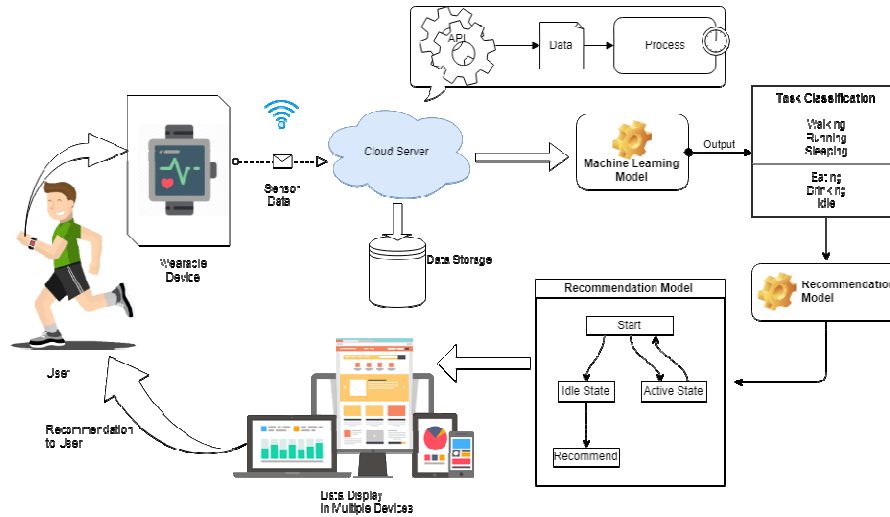 API
Data
Process
Task Classification
Walking
Running
Sleeping
Eating
Drinking
Idle
Cloud Server
Machine Learning
Model
Output
Sensor
Data
Wearable
Device
Data Storage
Recommendation
Model
Recommendation Model
Start
Idle State
Active State
Recommend
User
Recommendation
to User
Data Display
in Multiple Devices